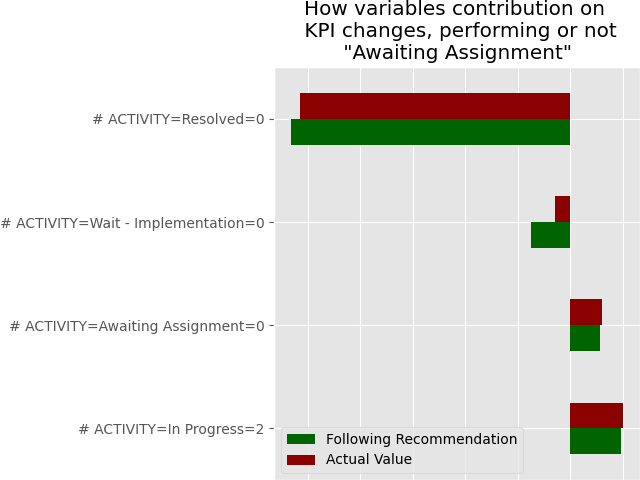 How variables contribution on
KPI changes, performing or not
"Awaiting Assignment"
# ACTIVITY=Resolved=0
# ACTIVITY=Wait - Implementation=0
# ACTIVITY=Awaiting Assignment=0
# ACTIVITY=In Progress=2
Following Recommendation
Actual Value